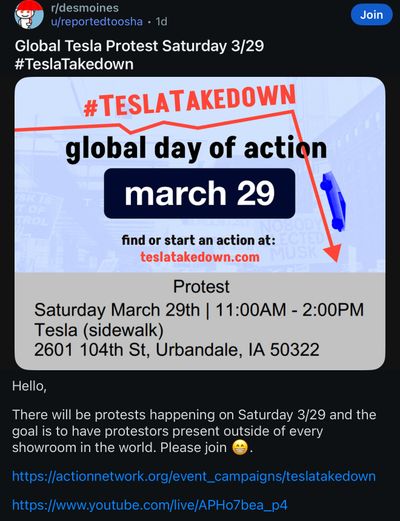 r/desmoines
u/reportedtoosha · 1d
Join
Global Tesla Protest Saturday 3/29
#TeslaTakedown
#TESLATAKEDOWN
global day of action
march 29
find or start an action at:
teslatakedown.com
NOBODY
ELECTED
MUSK
Protest
Saturday March 29th | 11:00AM - 2:00PM
Tesla (sidewalk)
2601 104th St, Urbandale, IA 50322
Hello,
There will be protests happening on Saturday 3/29 and the
goal is to have protestors present outside of every
showroom in the world. Please join 😁.
https://actionnetwork.org/event_campaigns/teslatakedown
https://www.youtube.com/live/APHo7bea_p4